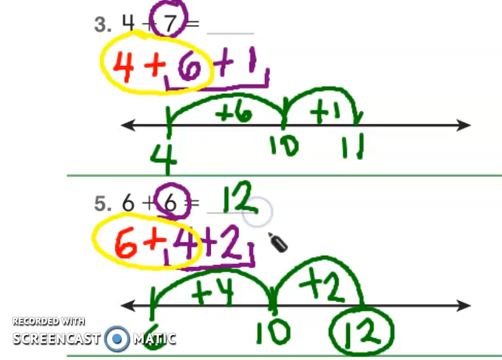 3. 4 + 7 = ____
4 + 6 + 1
+6 +1
4 10 11
5. 6 + 6 = 12
6 + 4 + 2
+4 +2
6 10 12
RECORDED WITH
SCREENCAST MATIC